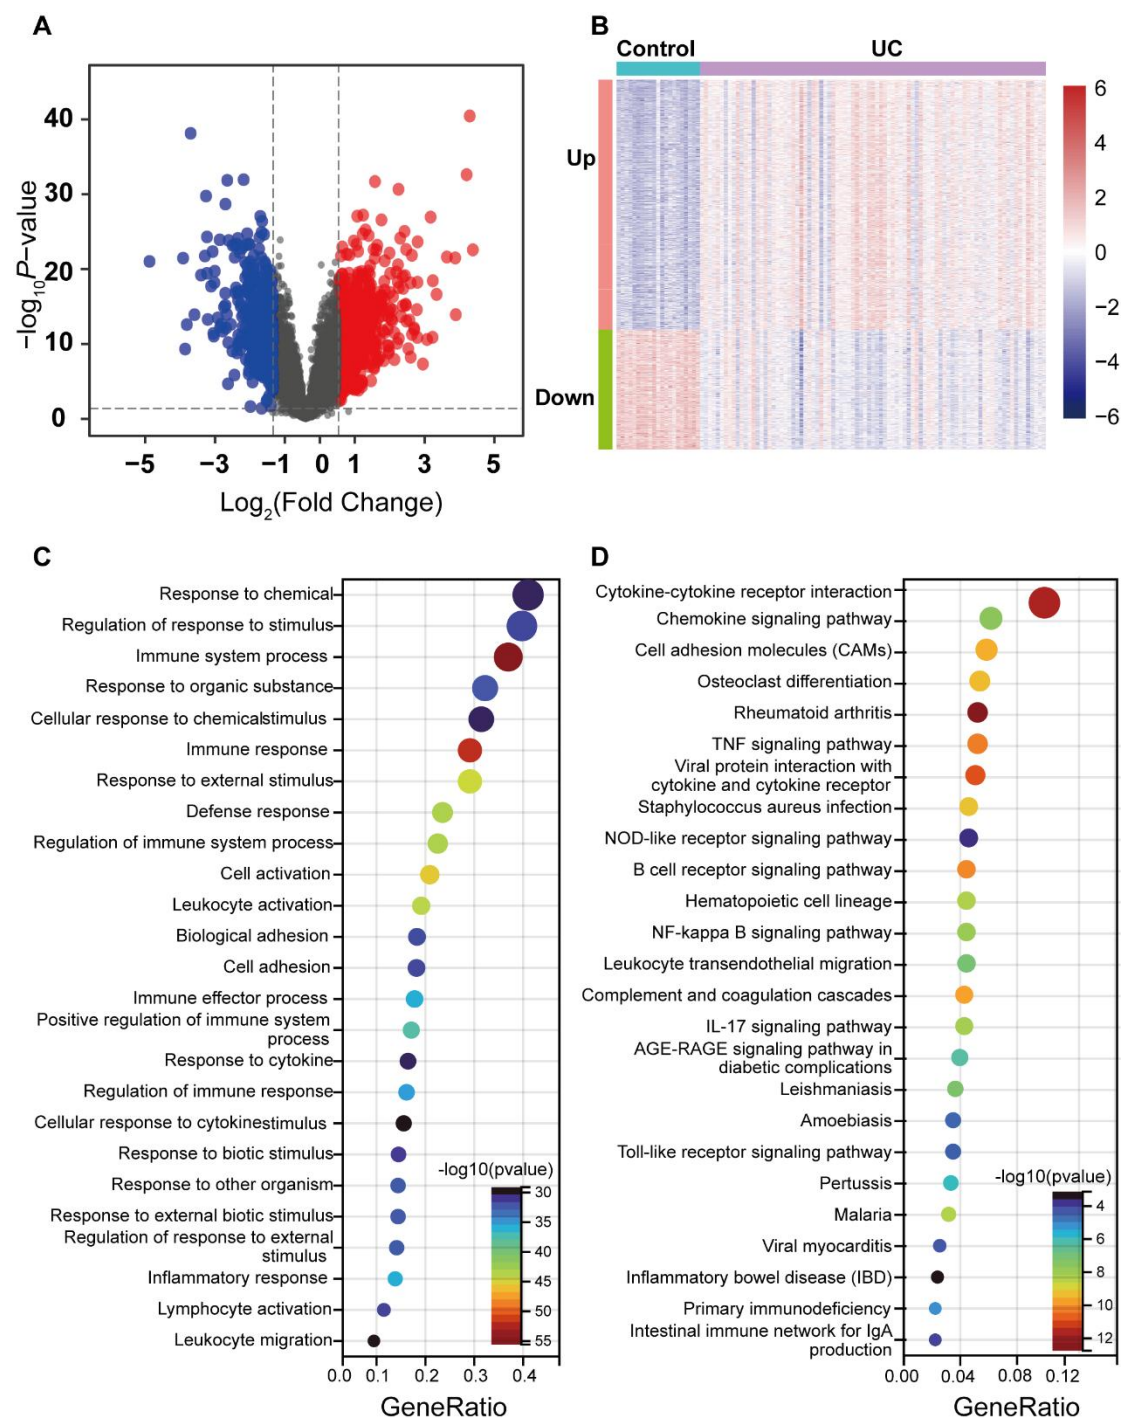 A
B
Control
UC
40
30
20
10
0
−log10P−value
−5
−3
−1
0
1
3
5
Log2(Fold Change)
Up
Down
6
4
2
0
−2
−4
−6
C
Response to chemical
Regulation of response to stimulus
Immune system process
Response to organic substance
Cellular response to chemicalstimulus
Immune response
Response to external stimulus
Defense response
Regulation of immune system process
Cell activation
Leukocyte activation
Biological adhesion
Cell adhesion
Immune effector process
Positive regulation of immune system
process
Response to cytokine
Regulation of immune response
Cellular response to cytokinestimulus
Response to biotic stimulus
Response to other organism
Response to external biotic stimulus
Regulation of response to external
stimulus
Inflammatory response
Lymphocyte activation
Leukocyte migration
-log10(pvalue)
30
35
40
45
50
55
0.0
0.1
0.2
0.3
0.4
GeneRatio
D
Cytokine-cytokine receptor interaction
Chemokine signaling pathway
Cell adhesion molecules (CAMs)
Osteoclast differentiation
Rheumatoid arthritis
TNF signaling pathway
Viral protein interaction with
cytokine and cytokine receptor
Staphylococcus aureus infection
NOD-like receptor signaling pathway
B cell receptor signaling pathway
Hematopoietic cell lineage
NF-kappa B signaling pathway
Leukocyte transendothelial migration
Complement and coagulation cascades
IL-17 signaling pathway
AGE-RAGE signaling pathway in
diabetic complications
Leishmaniasis
Amoebiasis
Toll-like receptor signaling pathway
Pertussis
Malaria
Viral myocarditis
Inflammatory bowel disease (IBD)
Primary immunodeficiency
Intestinal immune network for IgA
production
-log10(pvalue)
4
6
8
10
12
0.00
0.04
0.08
0.12
GeneRatio